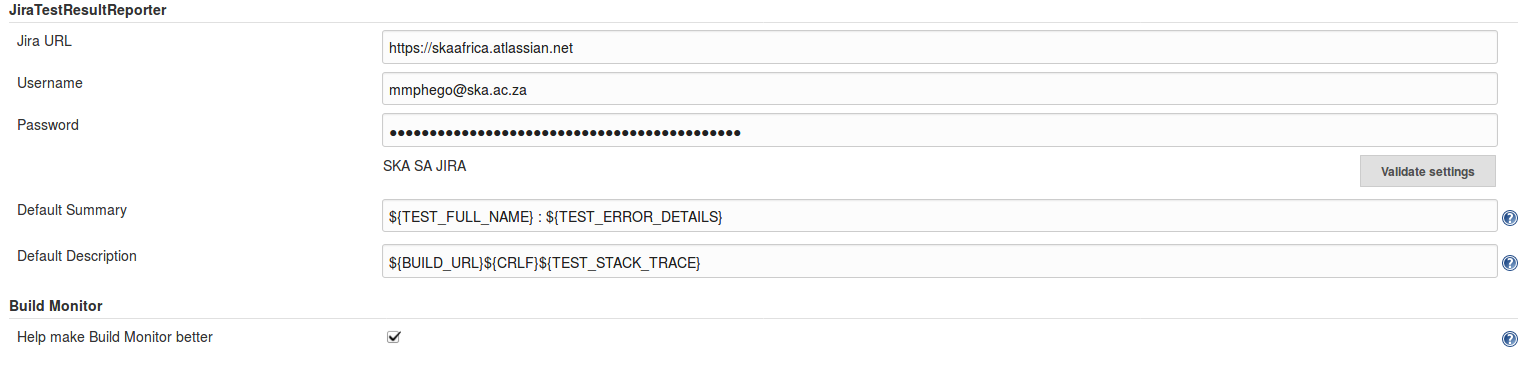 JiraTestResultReporter
Jira URL
https://skaafrica.atlassian.net
Username
mmphego@ska.ac.za
Password
●●●●●●●●●●●●●●●●●●●●●●●●●●●●●●●●●●●●●●●●●●●●
SKA SA JIRA
Validate settings
Default Summary
${TEST_FULL_NAME} : ${TEST_ERROR_DETAILS}
Default Description
${BUILD_URL}${CRLF}${TEST_STACK_TRACE}
Build Monitor
Help make Build Monitor better